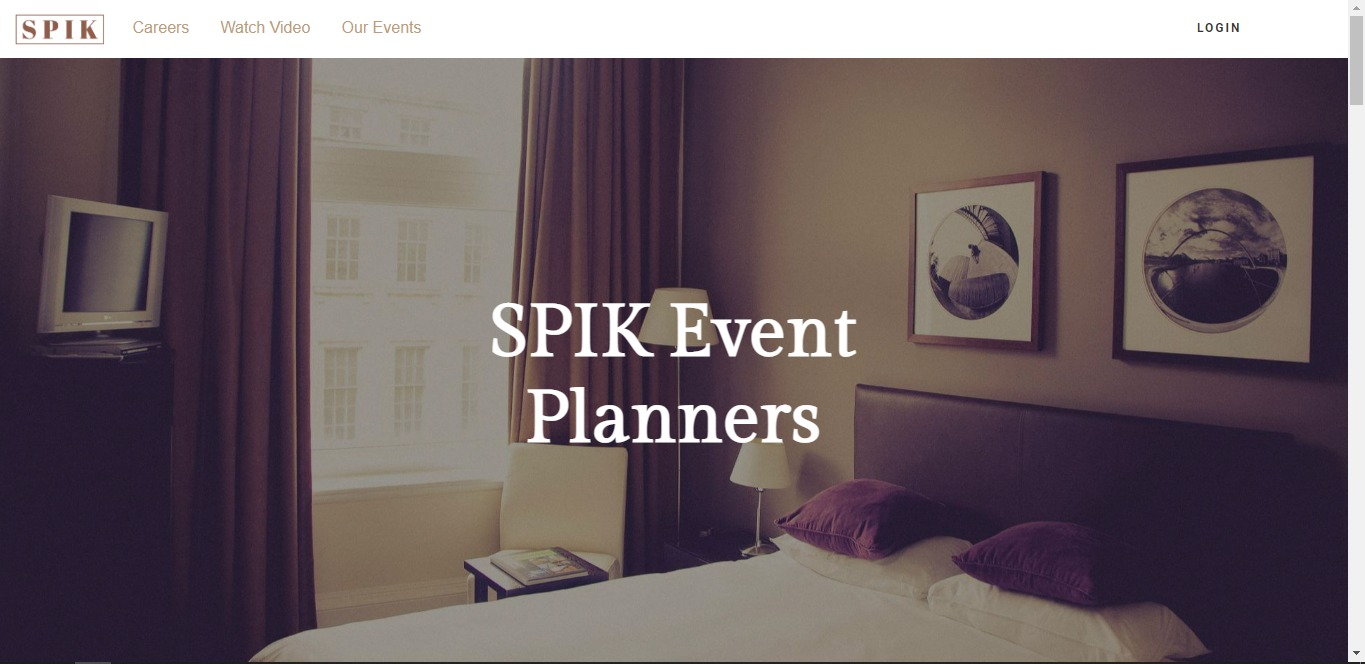 SPIK
Careers
Watch Video
Our Events
LOGIN
SPIK Event
Planners